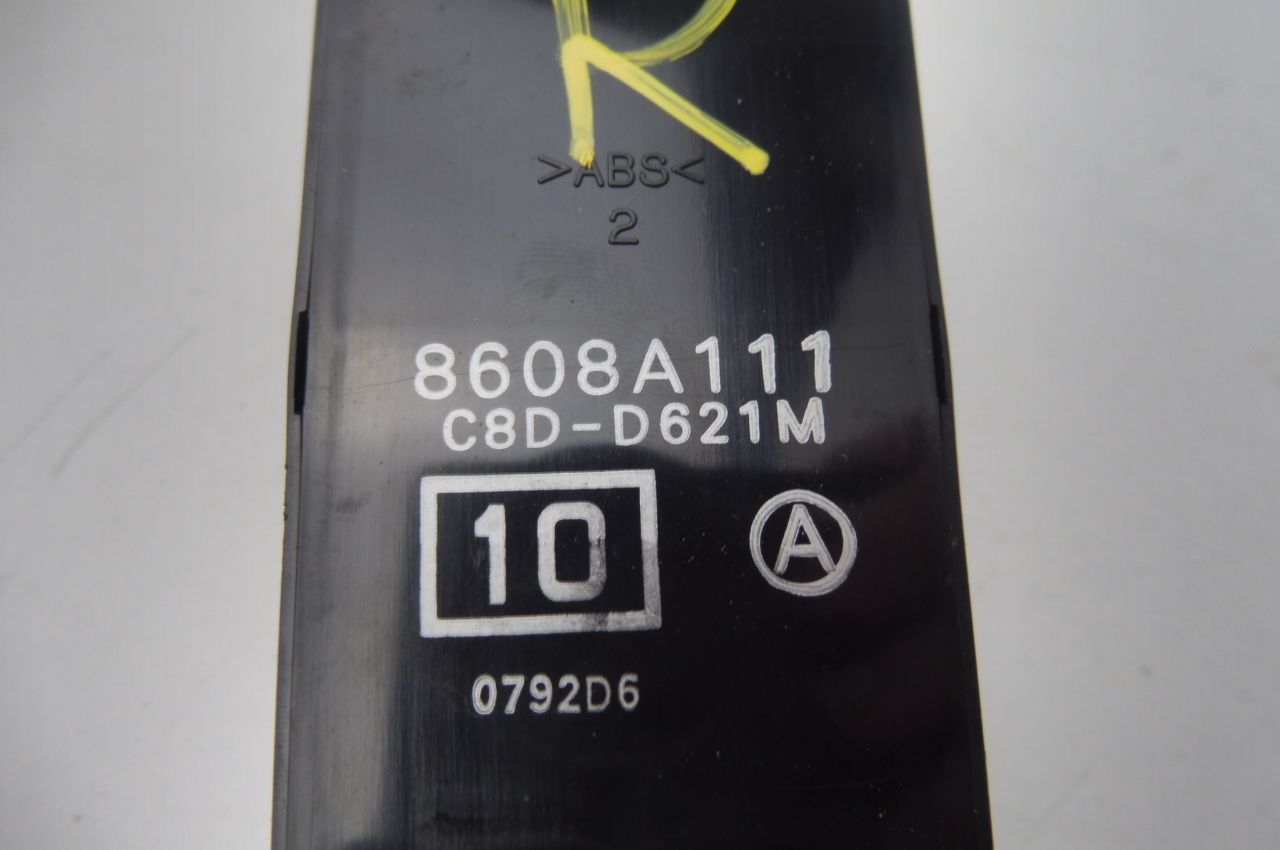 R
>ABS<
2
8608A111
C8D-D621M
10 A
0792D6